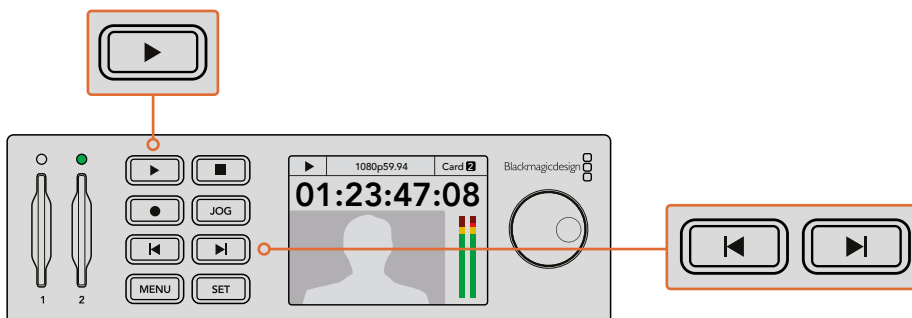 1080p59.94 Card 2
Blackmagicdesign
01:23:47:08
JOG
MENU SET
1 2